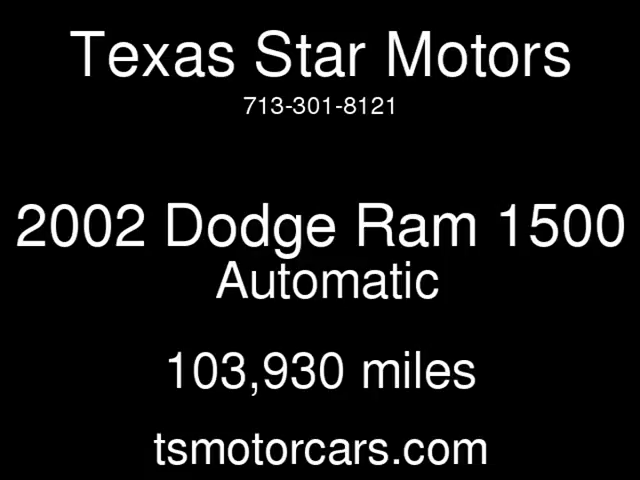 Texas Star Motors
713-301-8121
2002 Dodge Ram 1500
Automatic
103,930 miles
tsmotorcars.com